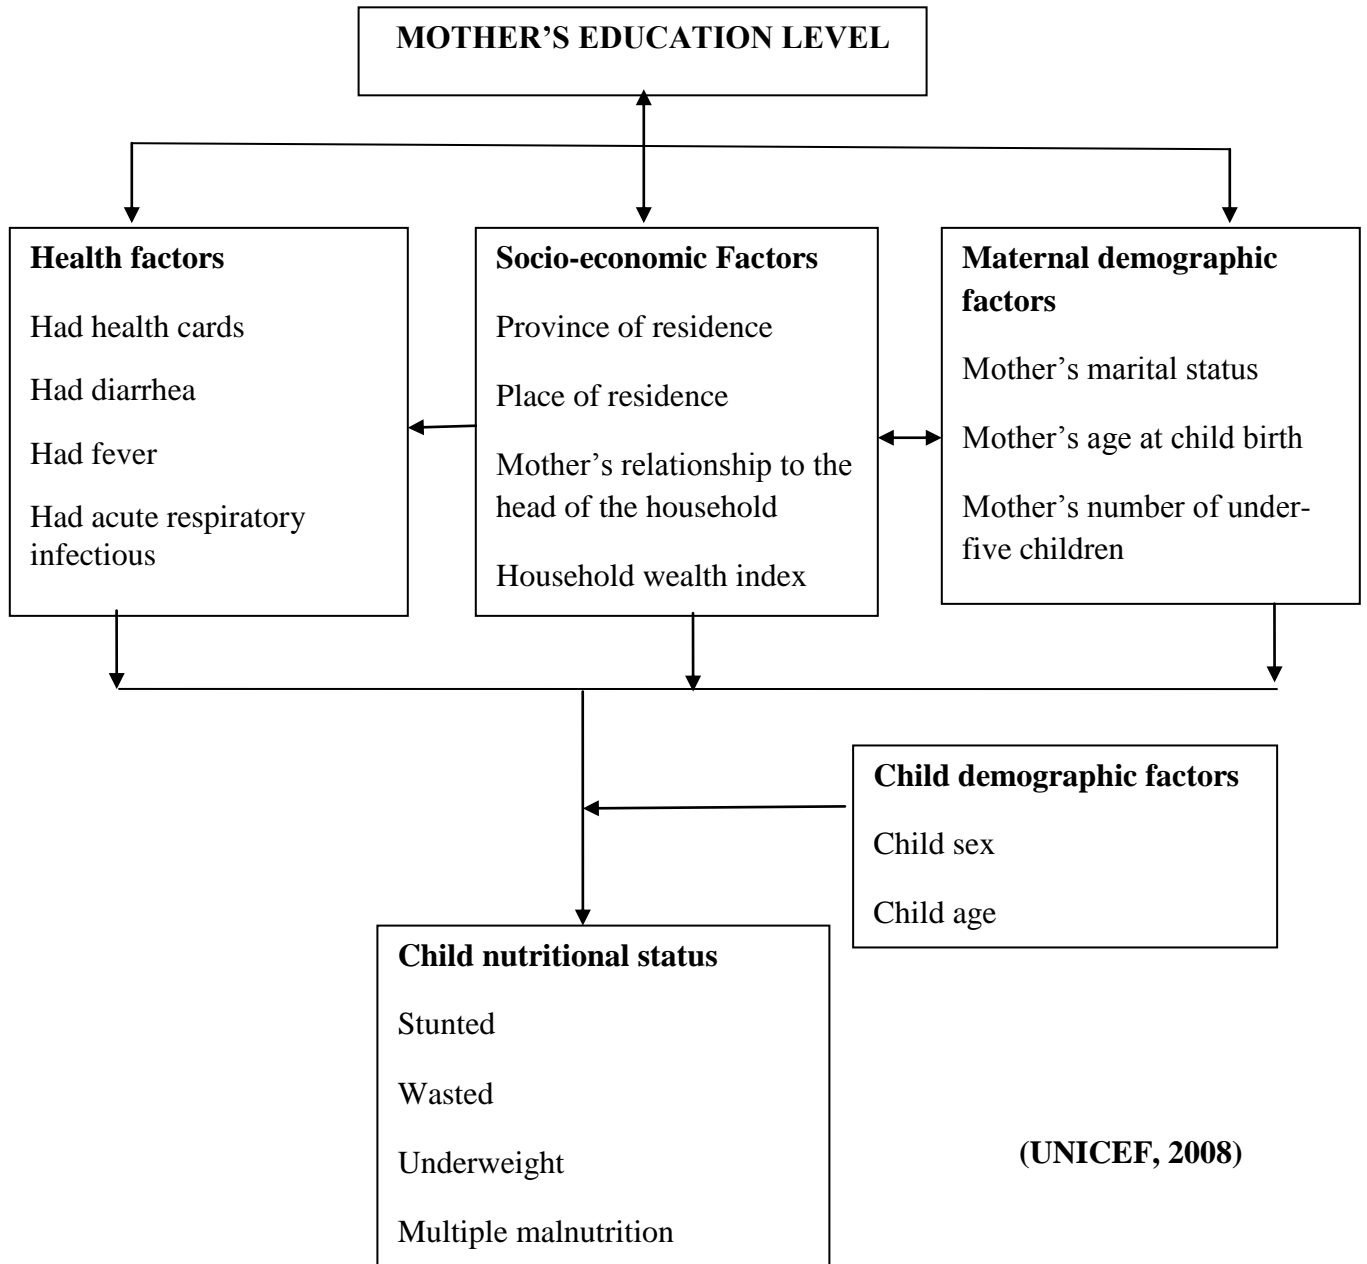 MOTHER’S EDUCATION LEVEL
Health factors
Had health cards
Had diarrhea
Had fever
Had acute respiratory
infectious
Socio-economic Factors
Province of residence
Place of residence
Mother’s relationship to the
head of the household
Household wealth index
Maternal demographic
factors
Mother’s marital status
Mother’s age at child birth
Mother’s number of under-
five children
Child demographic factors
Child sex
Child age
Child nutritional status
Stunted
Wasted
Underweight
Multiple malnutrition
(UNICEF, 2008)